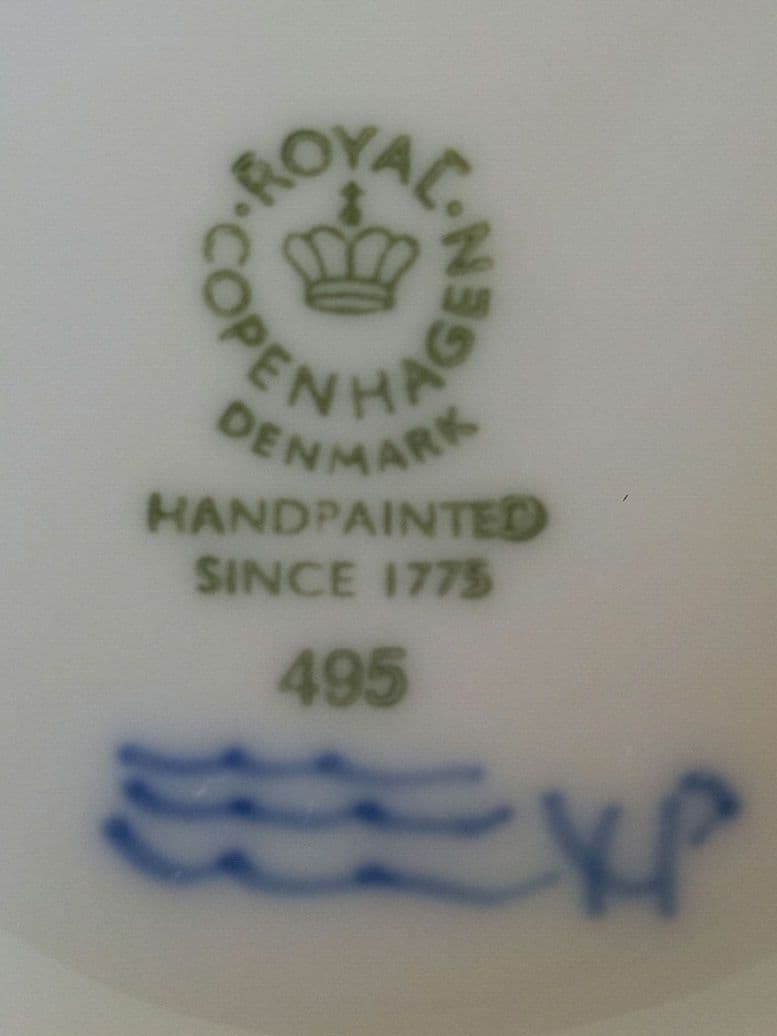 ROYAL
COPENHAGEN
DENMARK
HANDPAINTED
SINCE 1775
495